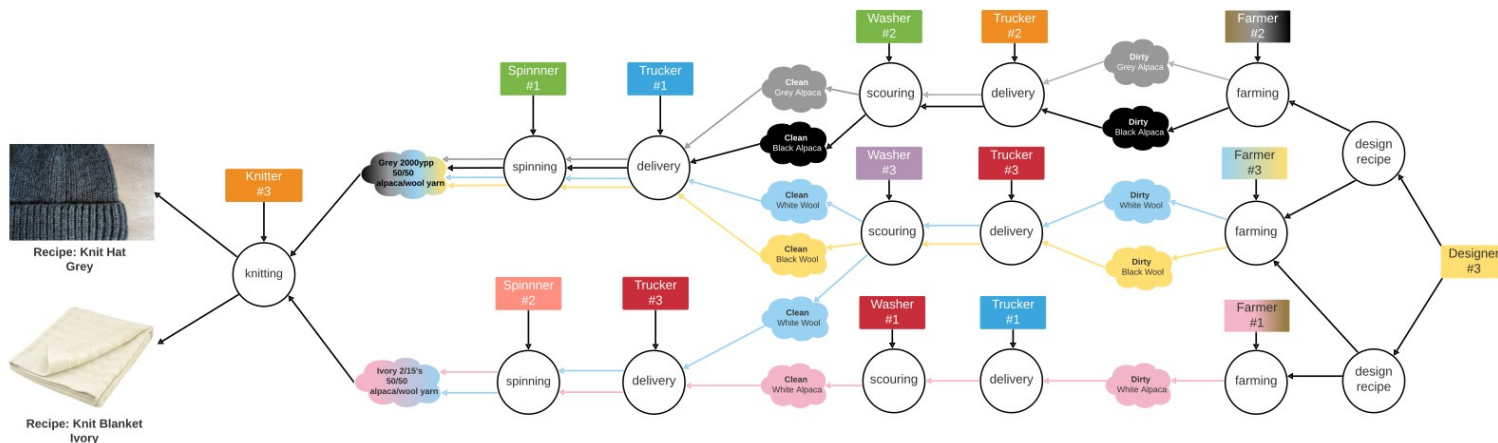 Washer
#2
Trucker
#2
Farmer
#2
Spinnner
#1
Trucker
#1
Clean
Grey Alpaca
scouring
delivery
Dirty
Grey Alpaca
farming
Clean
Black Alpaca
Dirty
Black Alpaca
design
recipe
Grey 2000ypp
50/50
alpaca/wool yarn
spinning
delivery
Washer
#3
Trucker
#3
Farmer
#3
Knitter
#3
Clean
White Wool
Dirty
White Wool
scouring
delivery
farming
Clean
Black Wool
Dirty
Black Wool
Recipe: Knit Hat
Grey
knitting
Designer
#3
Spinnner
#2
Trucker
#3
Clean
White Wool
Washer
#1
Trucker
#1
Farmer
#1
Ivory 2/15's
50/50
alpaca/wool yarn
spinning
delivery
Clean
White Alpaca
scouring
delivery
Dirty
White Alpaca
farming
design
recipe
Recipe: Knit Blanket
Ivory